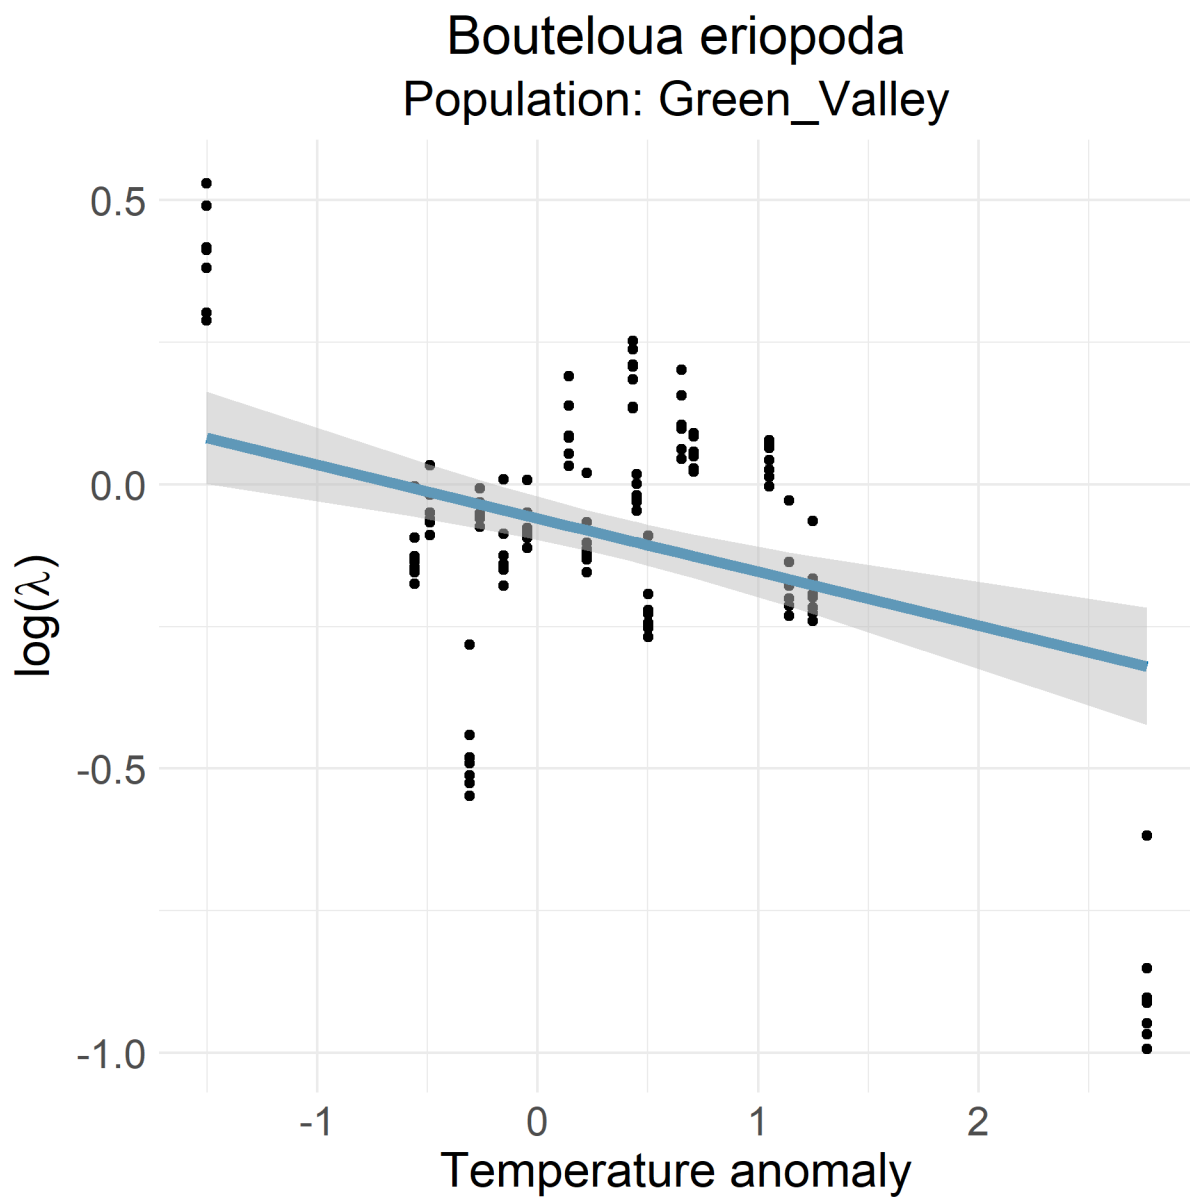 Bouteloua eriopoda
Population: Green_Valley
0.5
0.0
-0.5
-1.0
log(λ)
-1 0 1 2
Temperature anomaly